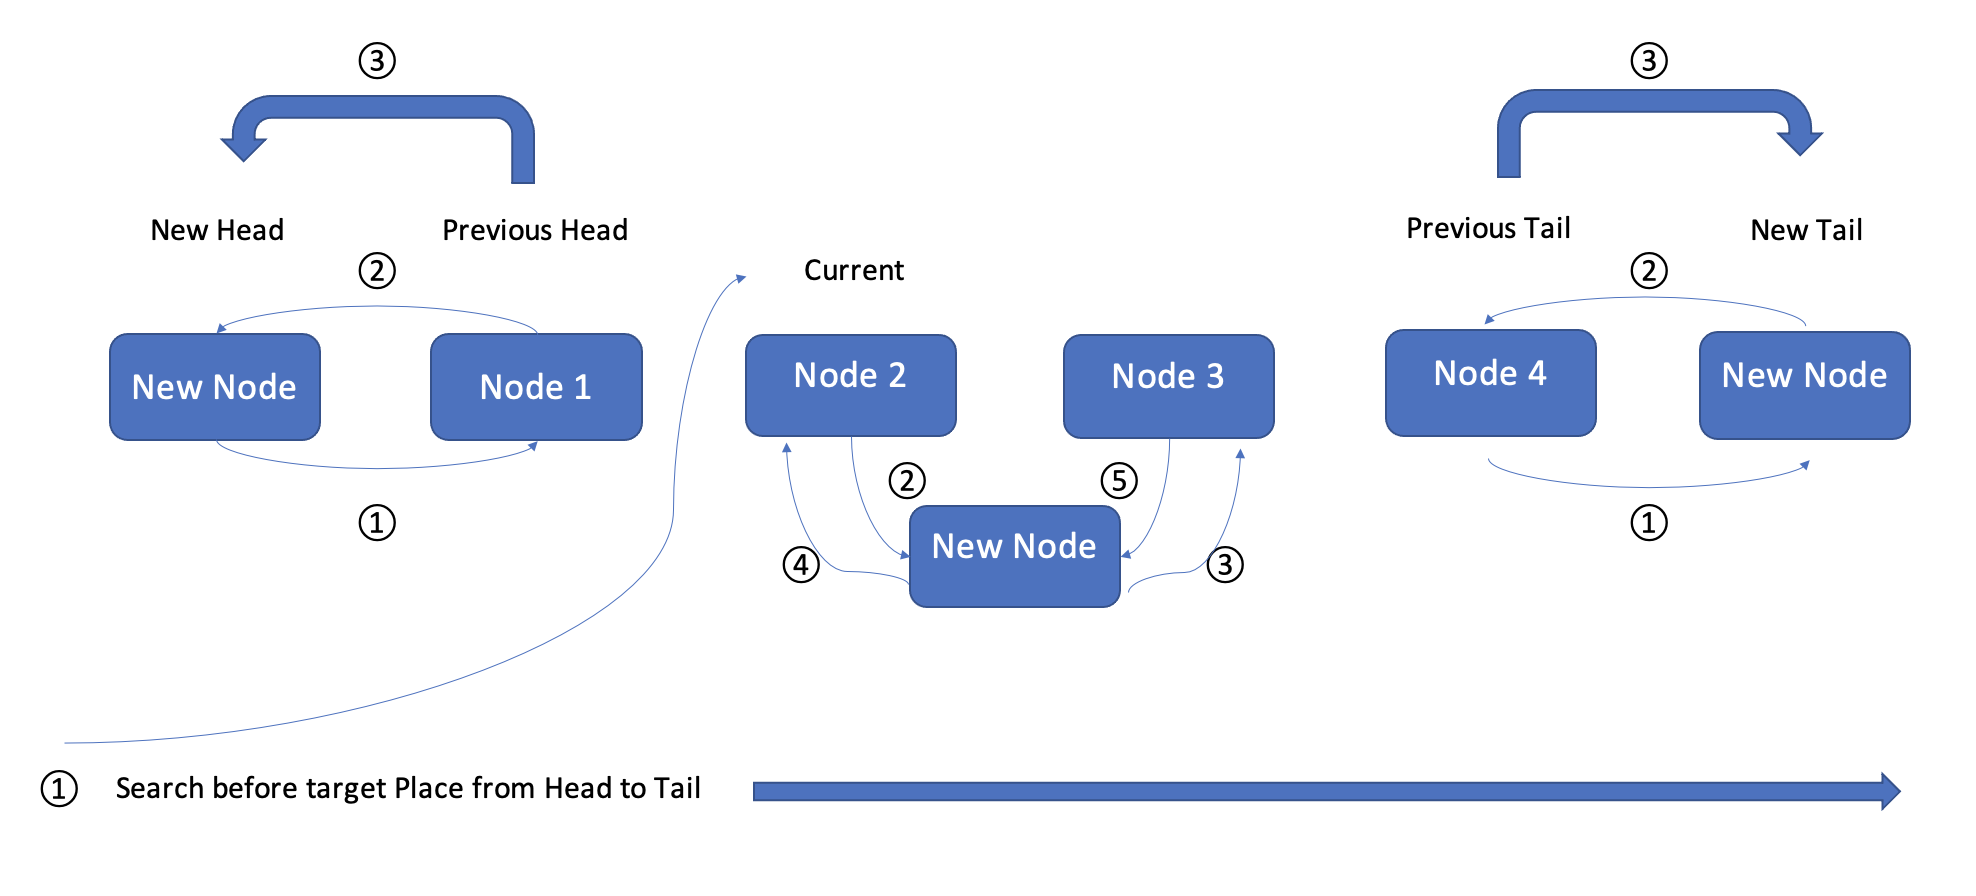 ③
③
New Head
Previous Head
Previous Tail
New Tail
②
Current
②
New Node
Node 1
Node 2
Node 3
Node 4
New Node
②
⑤
①
①
New Node
④
③
① Search before target Place from Head to Tail